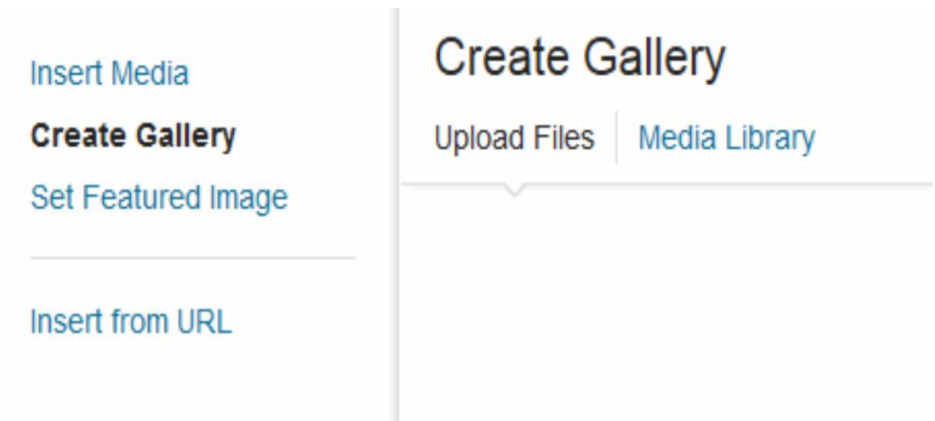 Insert Media
Create Gallery
Set Featured Image
Insert from URL
Create Gallery
Upload Files
Media Library